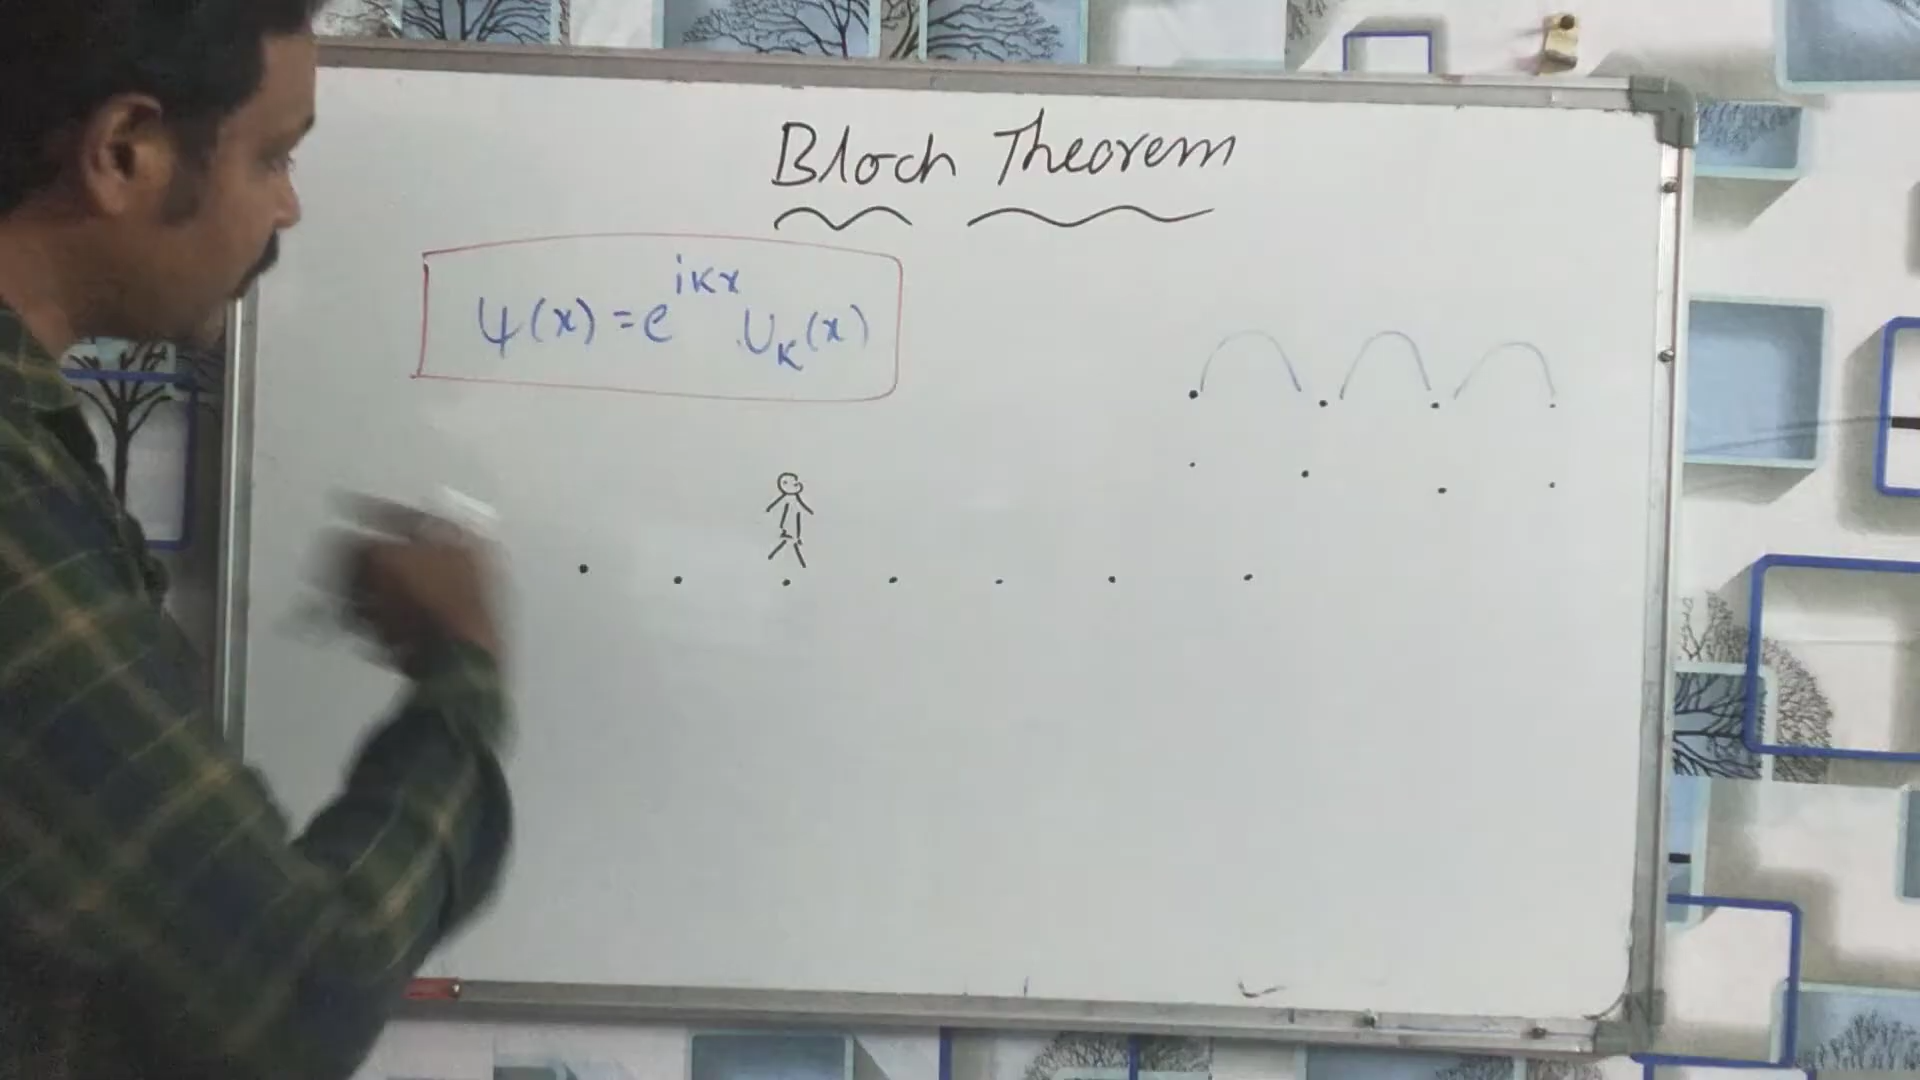 Bloch Theorem
ψ(x) = e^{ikx} . U_K(x)